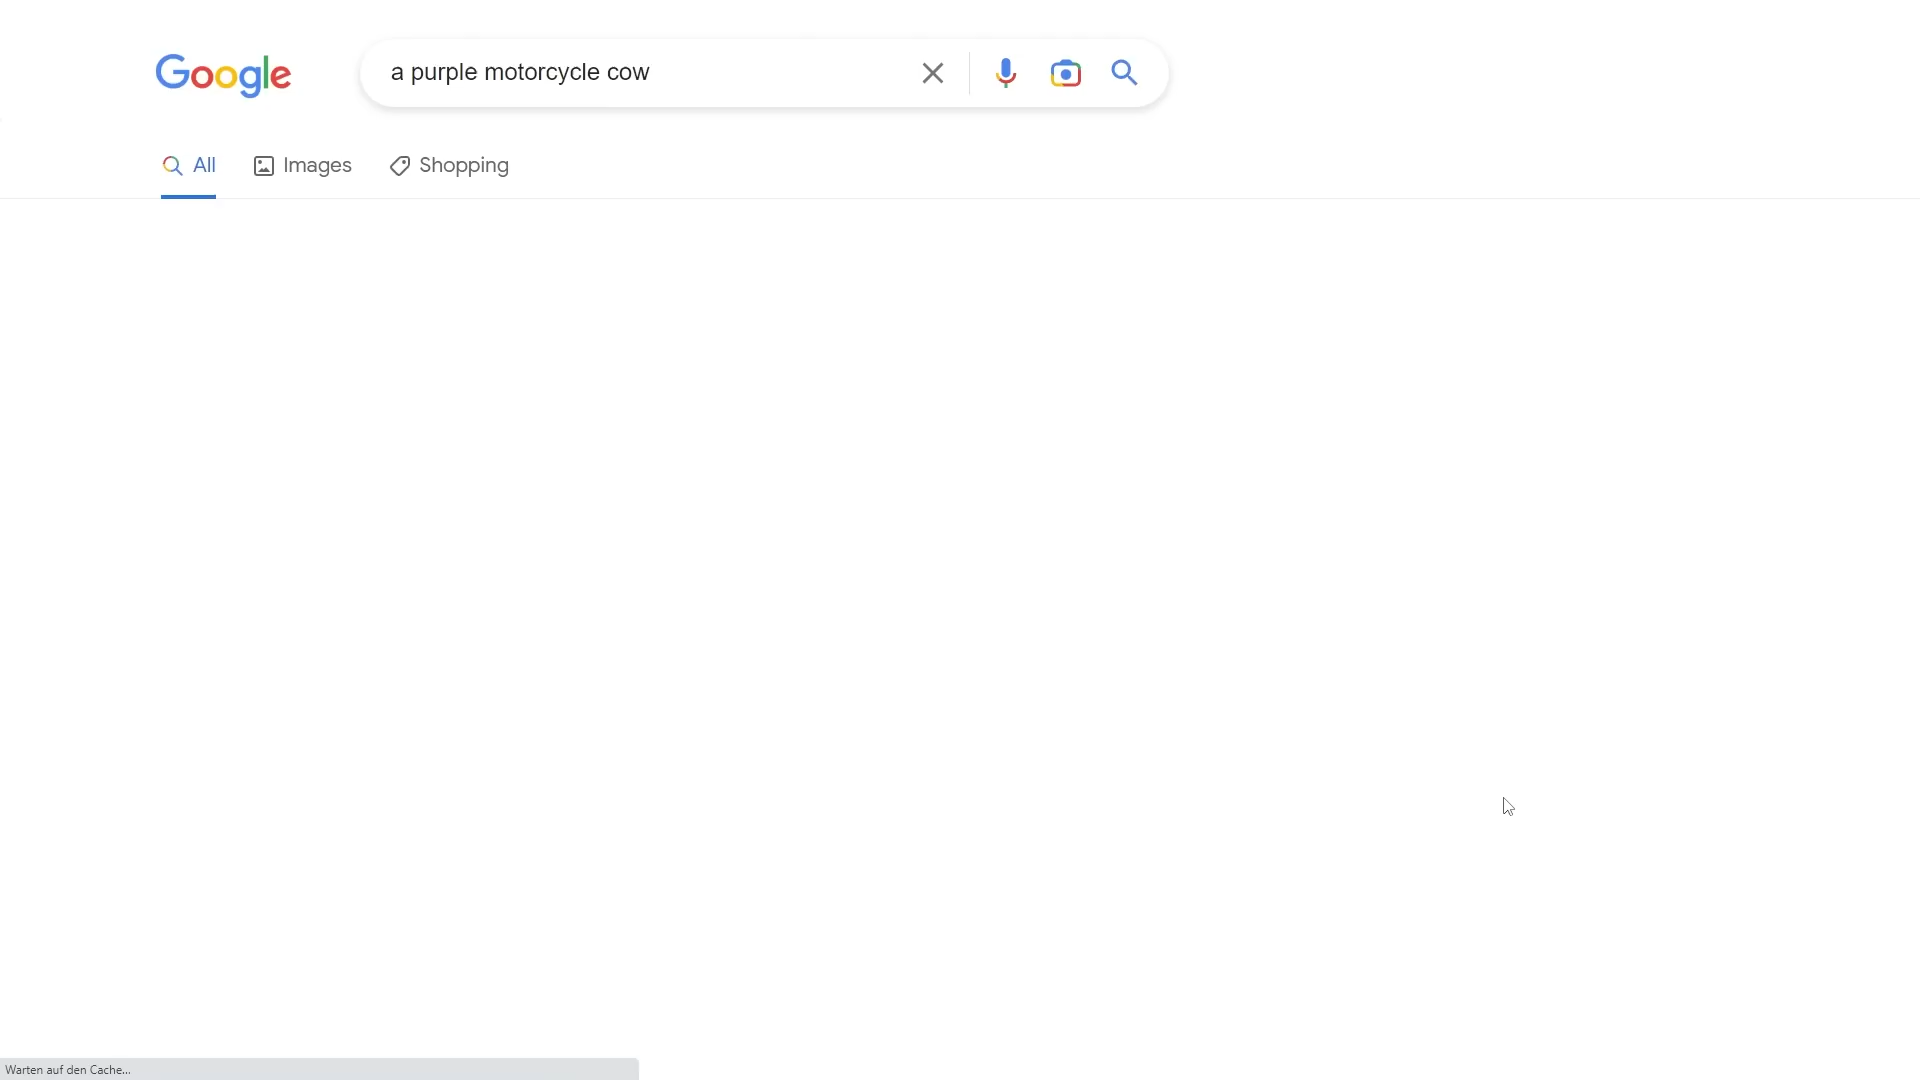 Google
a purple motorcycle cow
All Images Shopping
Warten auf den Cache...